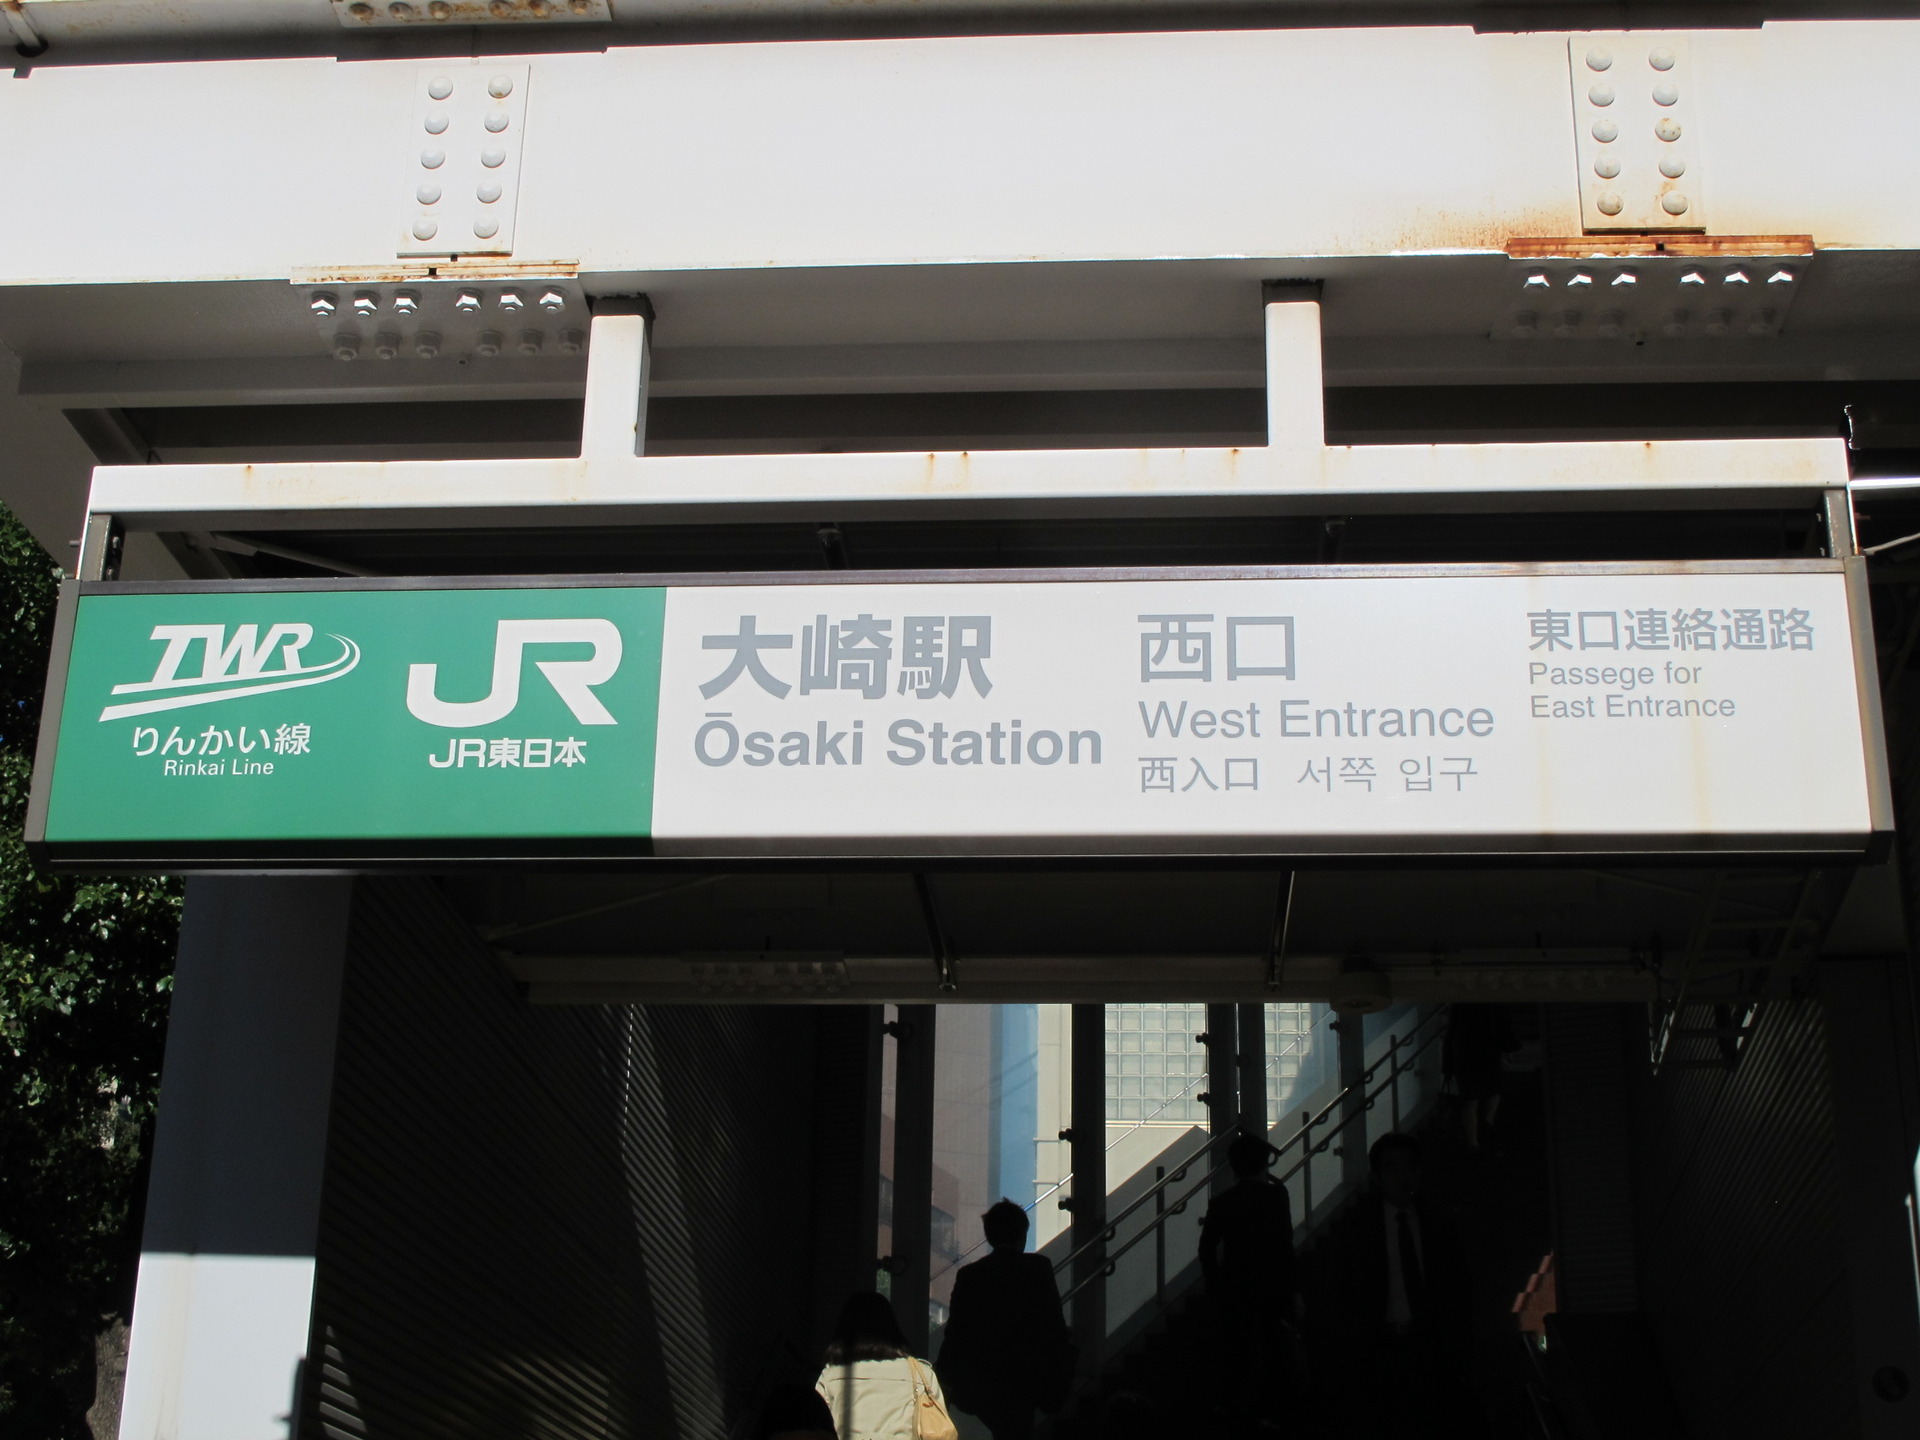 TWR
りんかい線
Rinkai Line
JR
JR東日本
大崎駅
Ōsaki Station
西口
West Entrance
西入口 서쪽 입구
東口連絡通路
Passege for
East Entrance